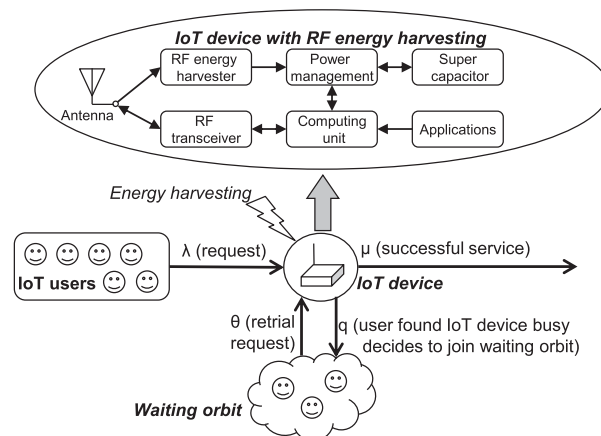 IoT device with RF energy harvesting
RF energy
harvester
Power
management
Super
capacitor
Antenna
RF
transceiver
Computing
unit
Applications
Energy harvesting
λ (request)
μ (successful service)
IoT users
IoT device
θ (retrial
request)
q (user found IoT device busy
decides to join waiting orbit)
Waiting orbit